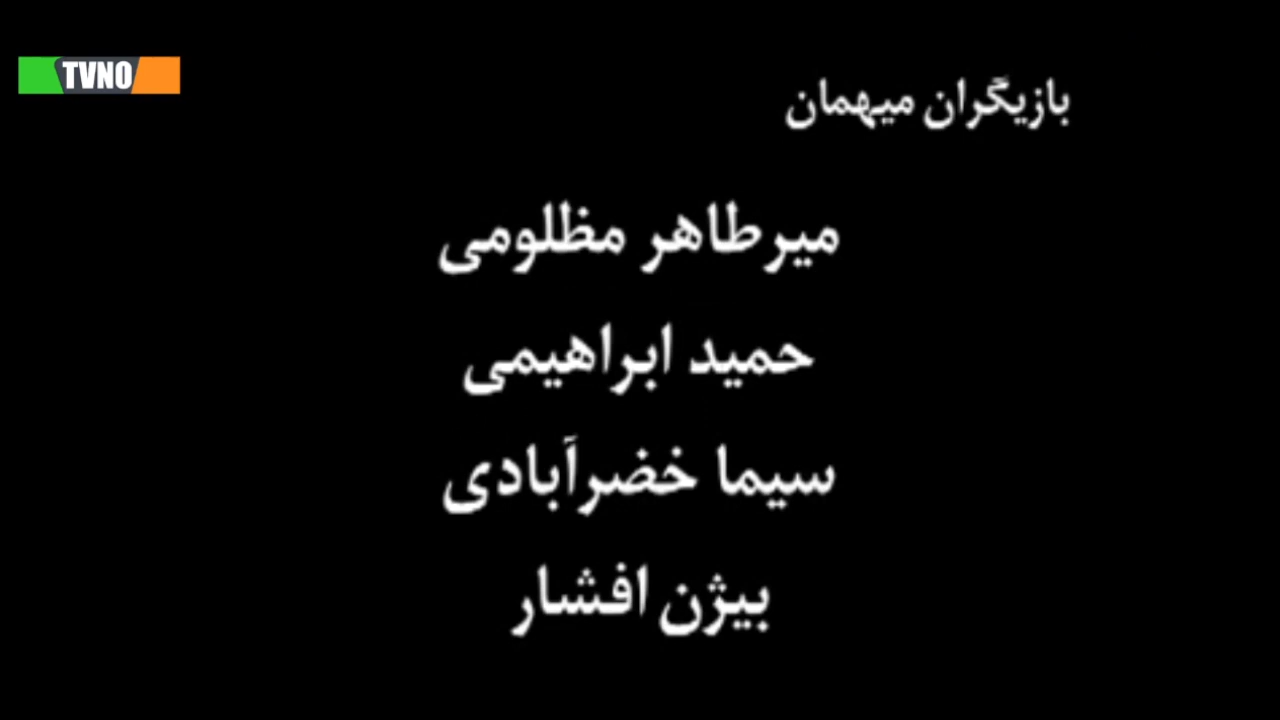 TVNO
بازیگران میهمان
میرطاهر مظلومی
حمید ابراهیمی
سیما خضرآبادی
بیژن افشار